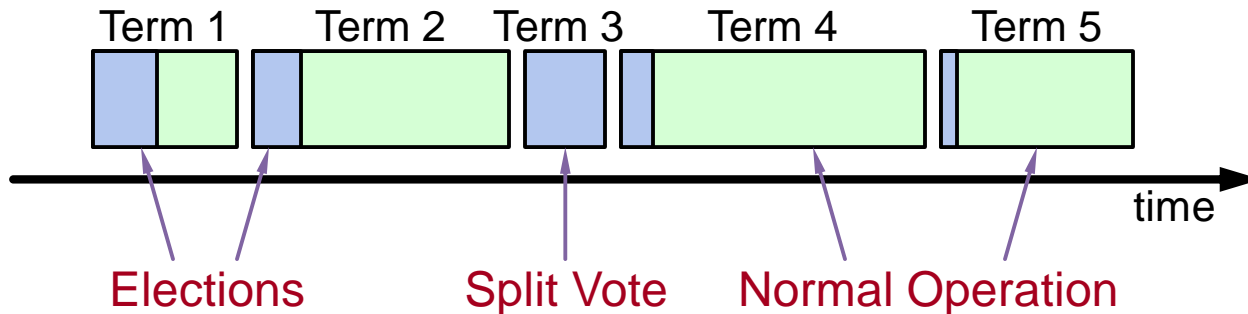 Term 1 Term 2 Term 3 Term 4 Term 5
time
Elections Split Vote Normal Operation